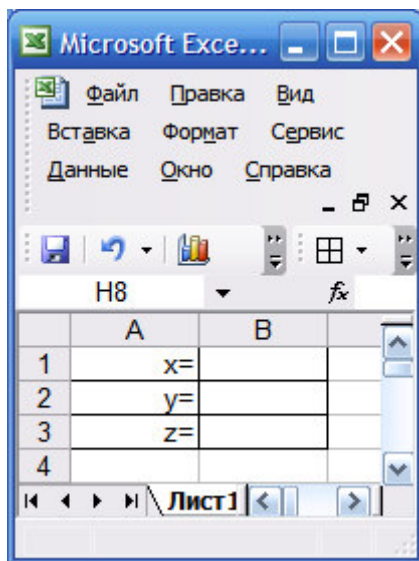 Microsoft Exce...
Файл Правка Вид
Вставка Формат Сервис
Данные Окно Справка
H8 fx
A B
1 x=
2 y=
3 z=
4
Лист1